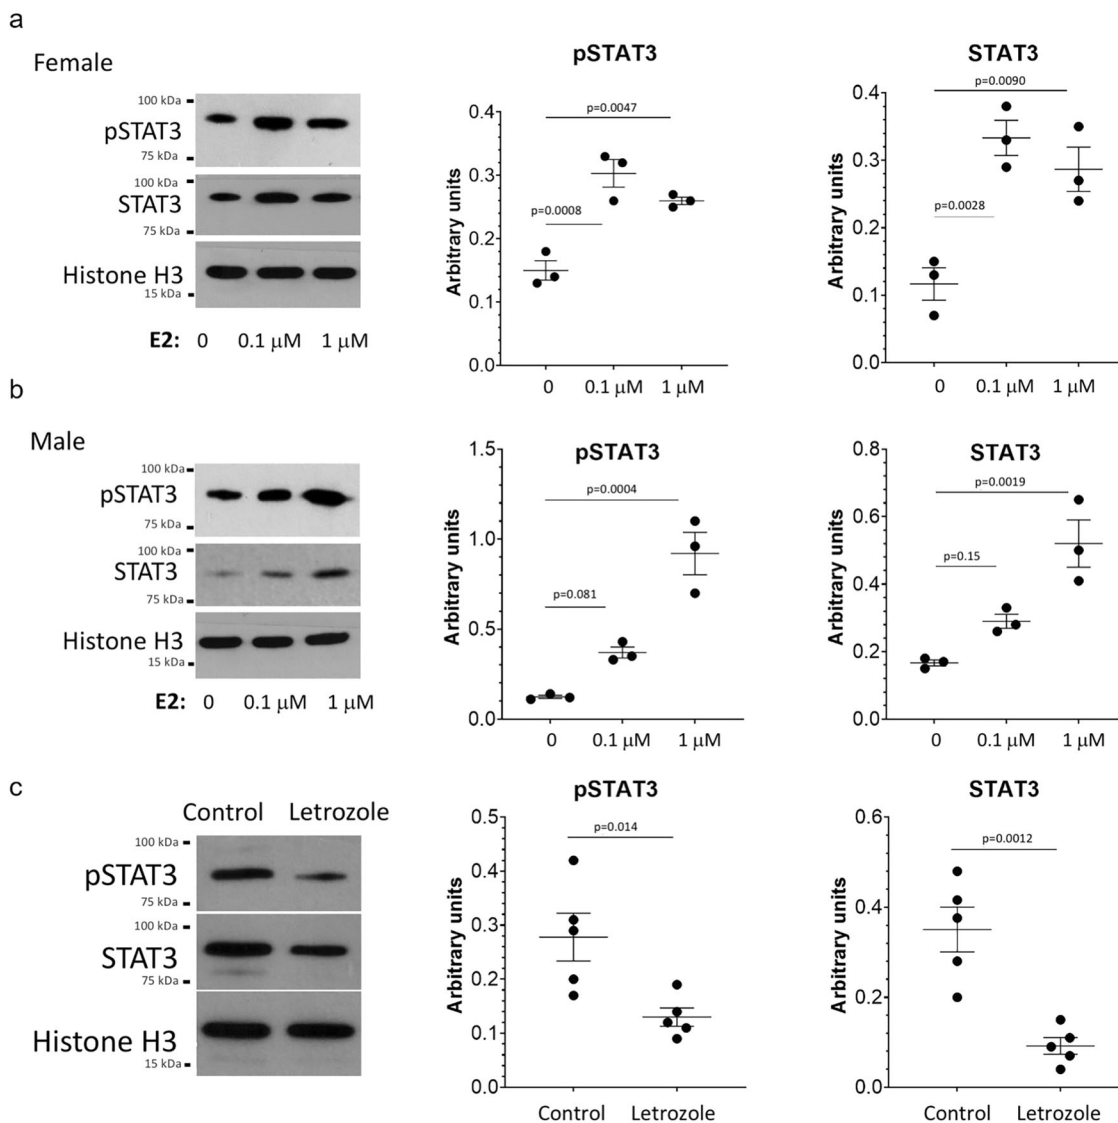 a
Female
100 kDa
pSTAT3
75 kDa
100 kDa
STAT3
75 kDa
Histone H3
15 kDa
E2: 0 0.1 μM 1 μM
pSTAT3
Arbitrary units
0.4
0.3
0.2
0.1
0.0
p=0.0047
p=0.0008
0 0.1 μM 1 μM
STAT3
Arbitrary units
0.4
0.3
0.2
0.1
0.0
p=0.0090
p=0.0028
0 0.1 μM 1 μM
b
Male
100 kDa
pSTAT3
75 kDa
100 kDa
STAT3
75 kDa
Histone H3
15 kDa
E2: 0 0.1 μM 1 μM
pSTAT3
Arbitrary units
1.5
1.0
0.5
0.0
p=0.0004
p=0.081
0 0.1 μM 1 μM
STAT3
Arbitrary units
0.8
0.6
0.4
0.2
0.0
p=0.0019
p=0.15
0 0.1 μM 1 μM
c
Control Letrozole
100 kDa
pSTAT3
75 kDa
100 kDa
STAT3
75 kDa
Histone H3
15 kDa
pSTAT3
Arbitrary units
0.5
0.4
0.3
0.2
0.1
0.0
p=0.014
Control Letrozole
STAT3
Arbitrary units
0.6
0.4
0.2
0.0
p=0.0012
Control Letrozole